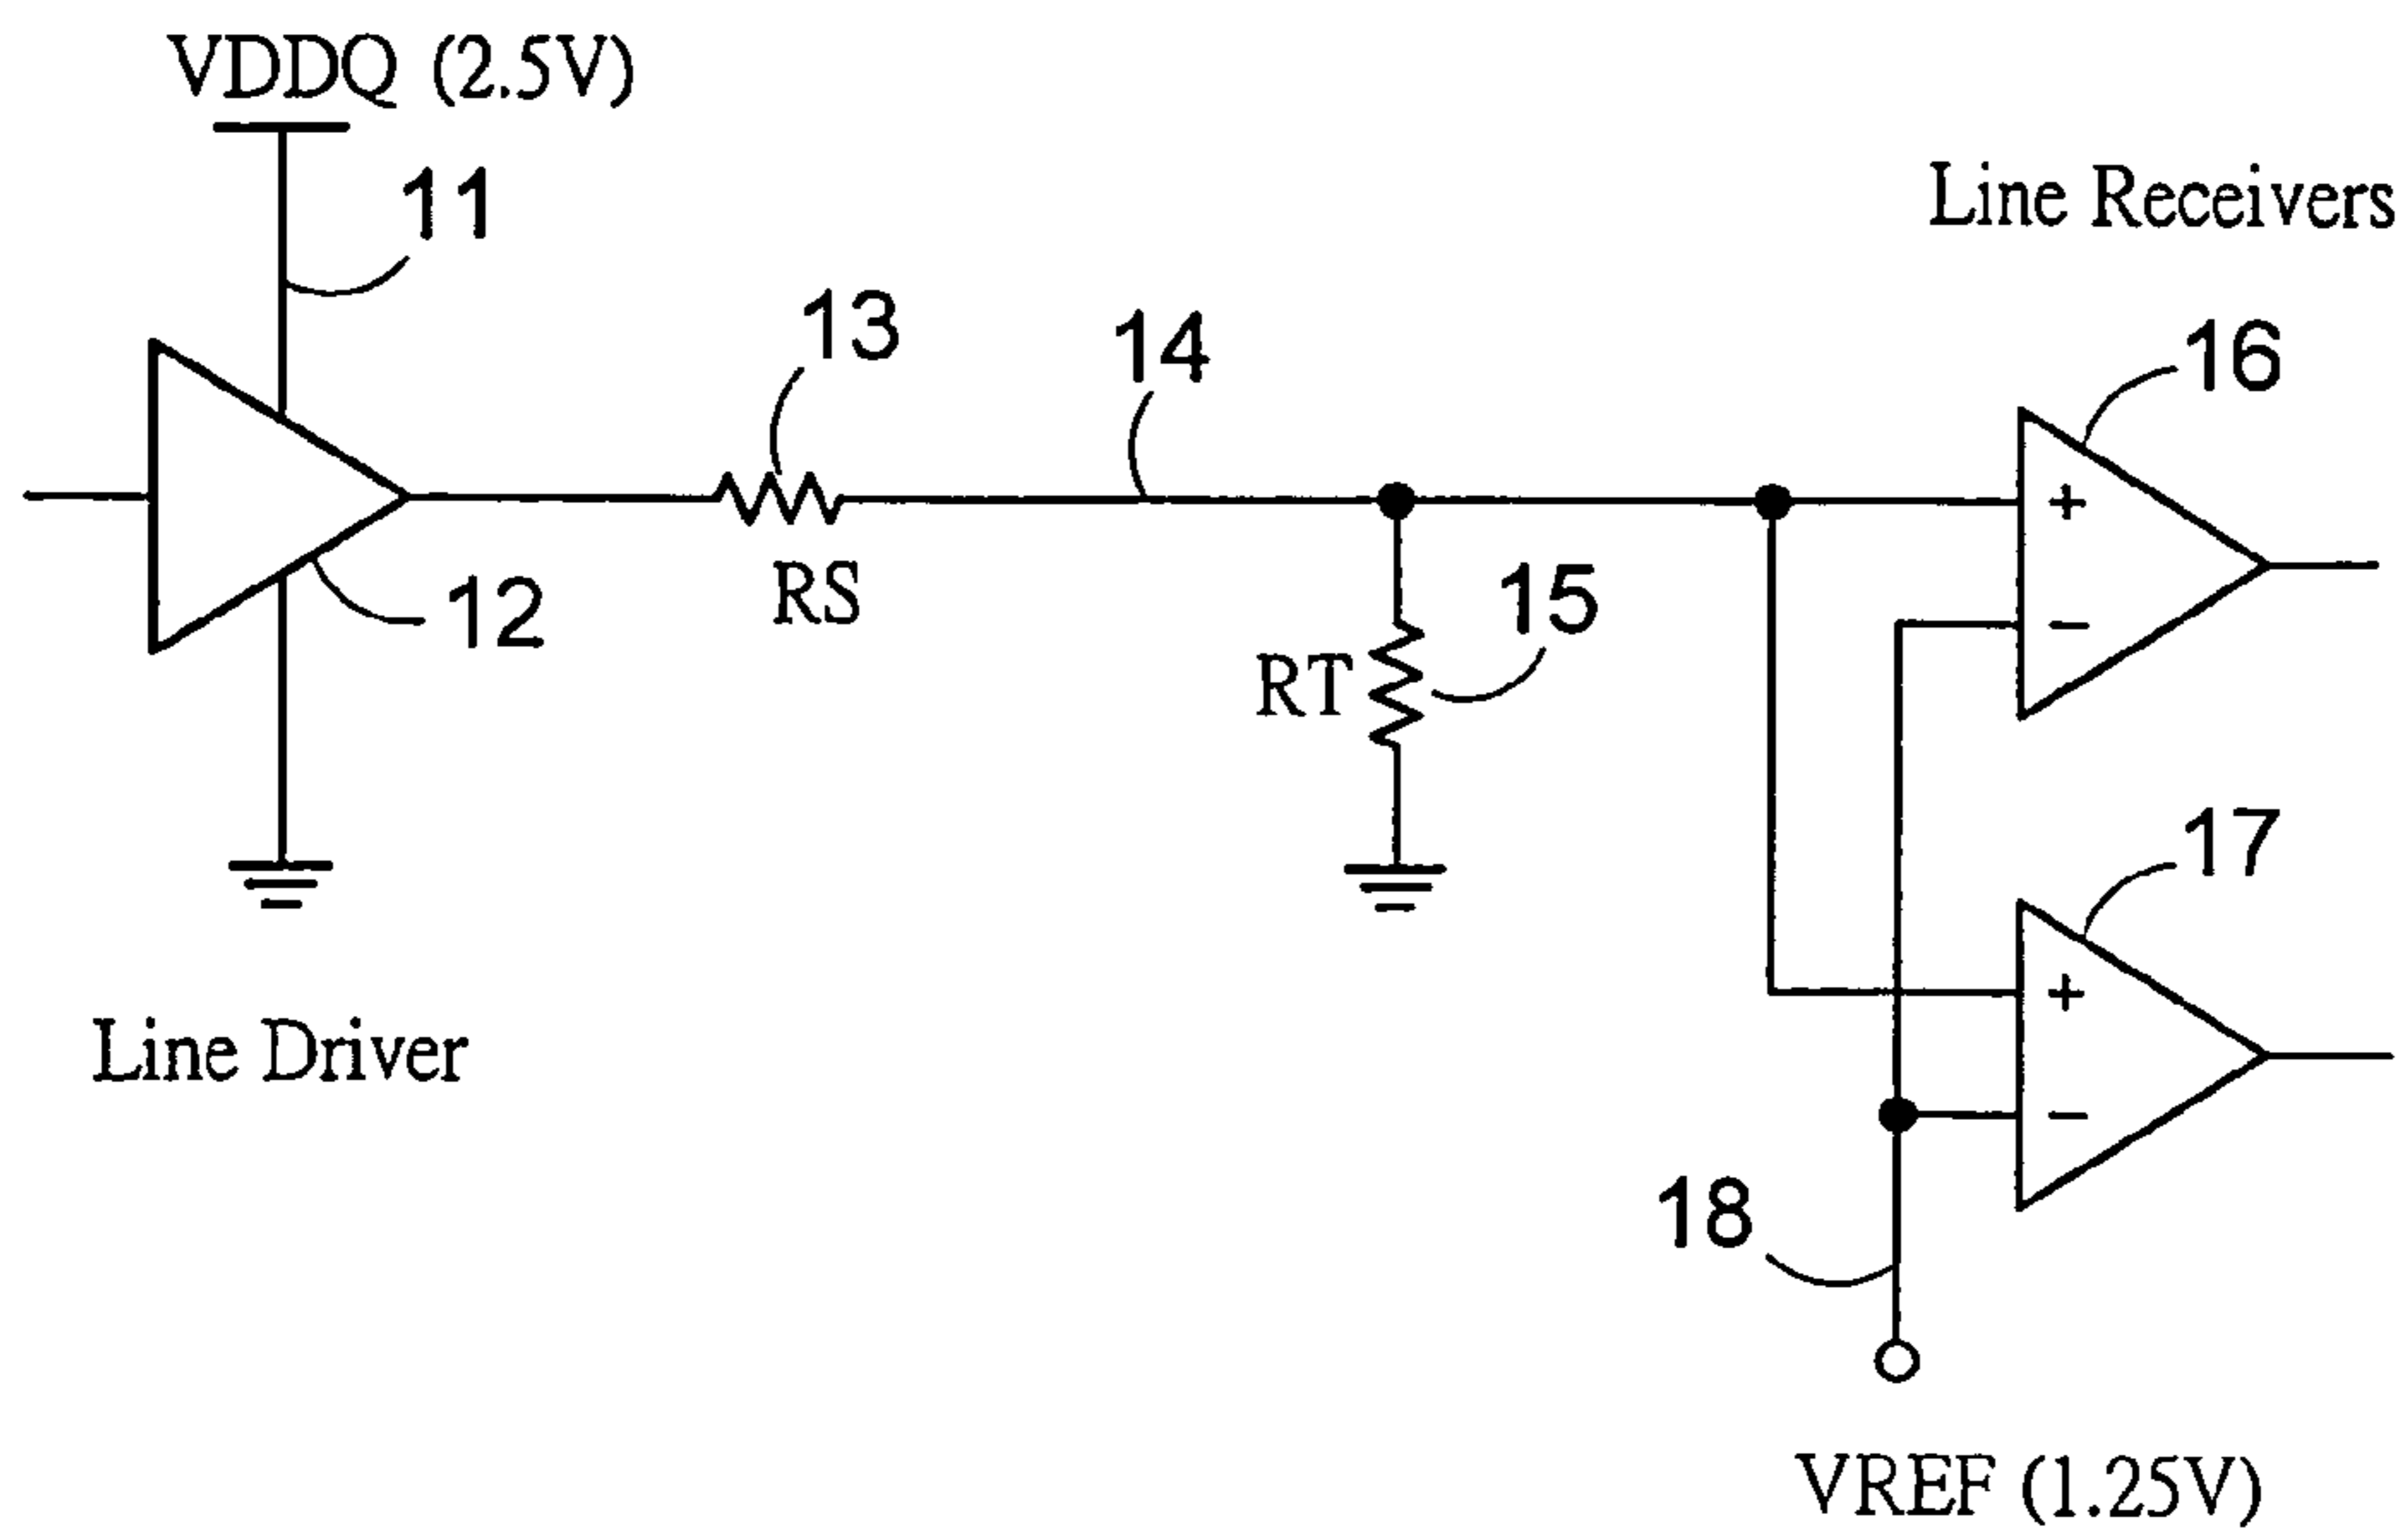 VDDQ (2.5V)
11
Line Receivers
13
14
16
+
12
RS
15
−
RT
17
+
Line Driver
−
18
VREF (1.25V)